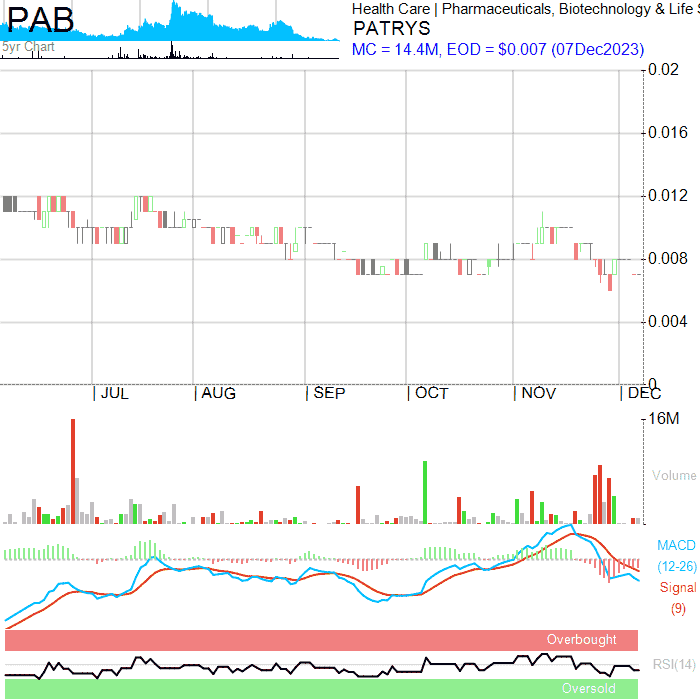 PAB
5yr Chart
Health Care | Pharmaceuticals, Biotechnology & Life S
PATRYS
MC = 14.4M, EOD = $0.007 (07Dec2023)
0.02
0.016
0.012
0.008
0.004
0
JUL AUG SEP OCT NOV DEC
16M
Volume
MACD
(12-26)
Signal
(9)
Overbought
RSI(14)
Oversold